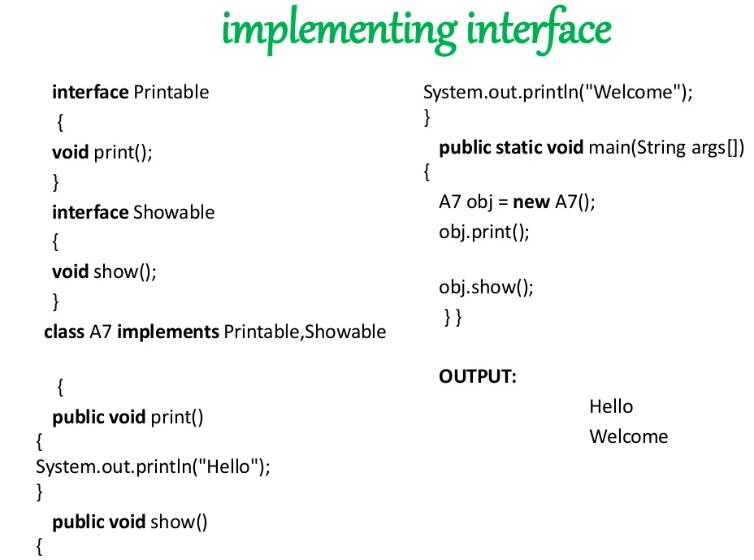 implementing interface
interface Printable
{
void print();
}
interface Showable
{
void show();
}
class A7 implements Printable,Showable
{
public void print()
{
System.out.println("Hello");
}
public void show()
{
System.out.println("Welcome");
}
public static void main(String args[])
{
A7 obj = new A7();
obj.print();
obj.show();
} }
OUTPUT:
Hello
Welcome